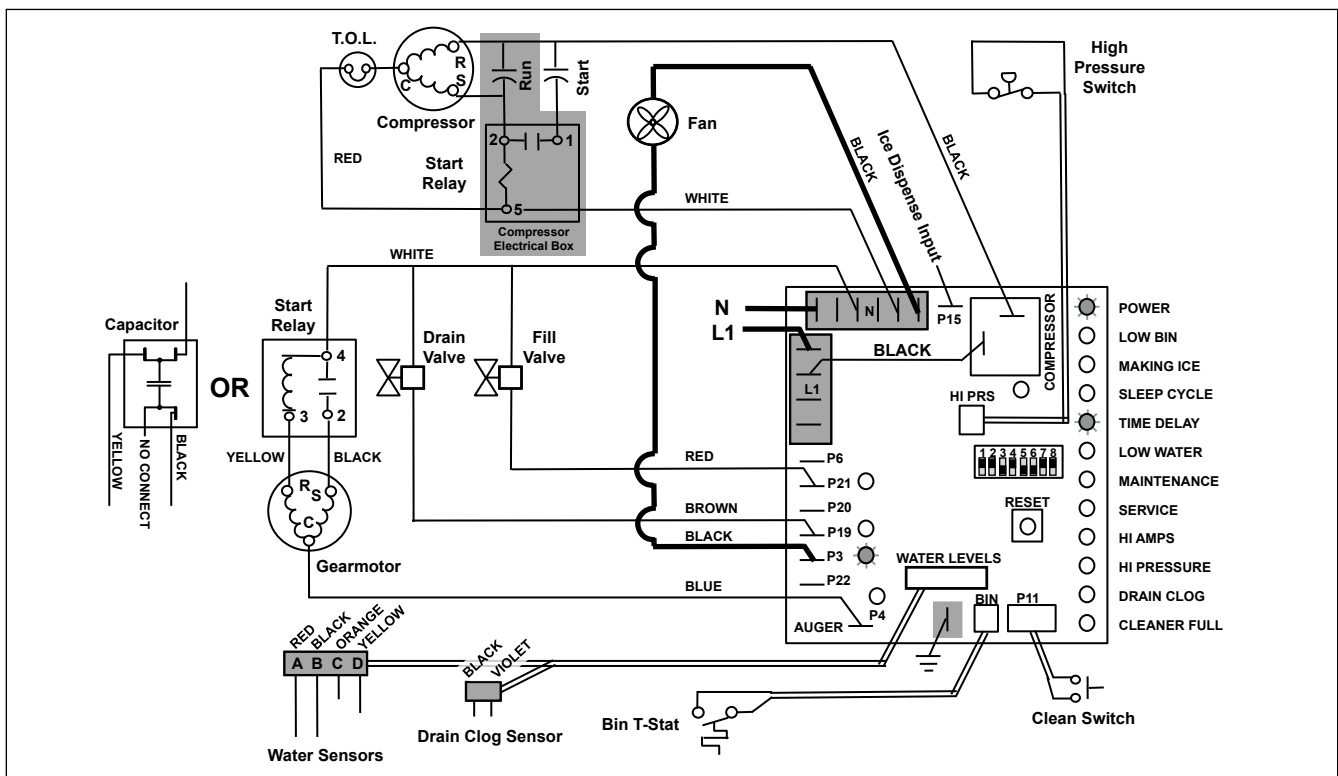 T.O.L.
R
S
C
Compressor
Run
Start
2
1
Start
Relay
5
Compressor
Electrical Box
RED
WHITE
Fan
BLACK
Ice Dispense Input
BLACK
High
Pressure
Switch
WHITE
Capacitor
OR
YELLOW
NO CONNECT
BLACK
Start
Relay
4
3
2
YELLOW
BLACK
R
S
C
Gearmotor
Drain
Valve
Fill
Valve
N
L1
N
P15
BLACK
L1
COMPRESSOR
HI PRS
1 2 3 4 5 6 7 8
RESET
RED
BROWN
BLACK
BLUE
P6
P21
P20
P19
P3
P22
P4
AUGER
WATER LEVELS
BIN
P11
POWER
LOW BIN
MAKING ICE
SLEEP CYCLE
TIME DELAY
LOW WATER
MAINTENANCE
SERVICE
HI AMPS
HI PRESSURE
DRAIN CLOG
CLEANER FULL
RED
BLACK
ORANGE
YELLOW
A B C D
Water Sensors
BLACK
VIOLET
Drain Clog Sensor
Bin T-Stat
Clean Switch